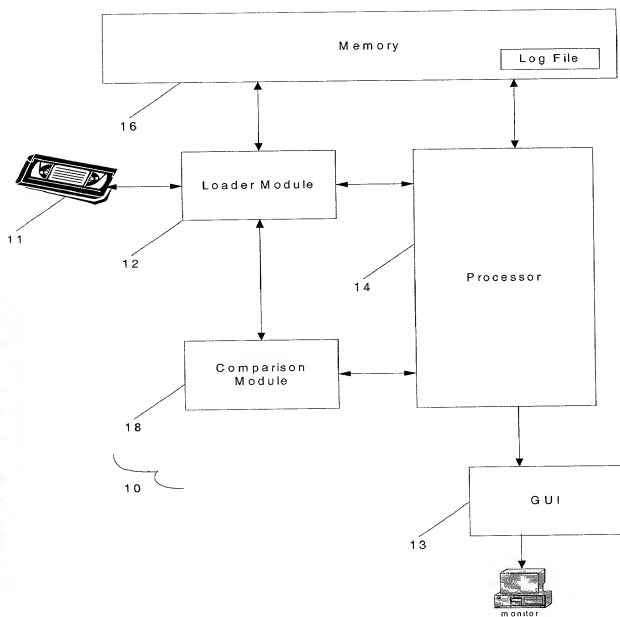 Memory
Log File
16
Loader Module
11
12
14
Processor
Comparison
Module
18
10
GUI
13
monitor